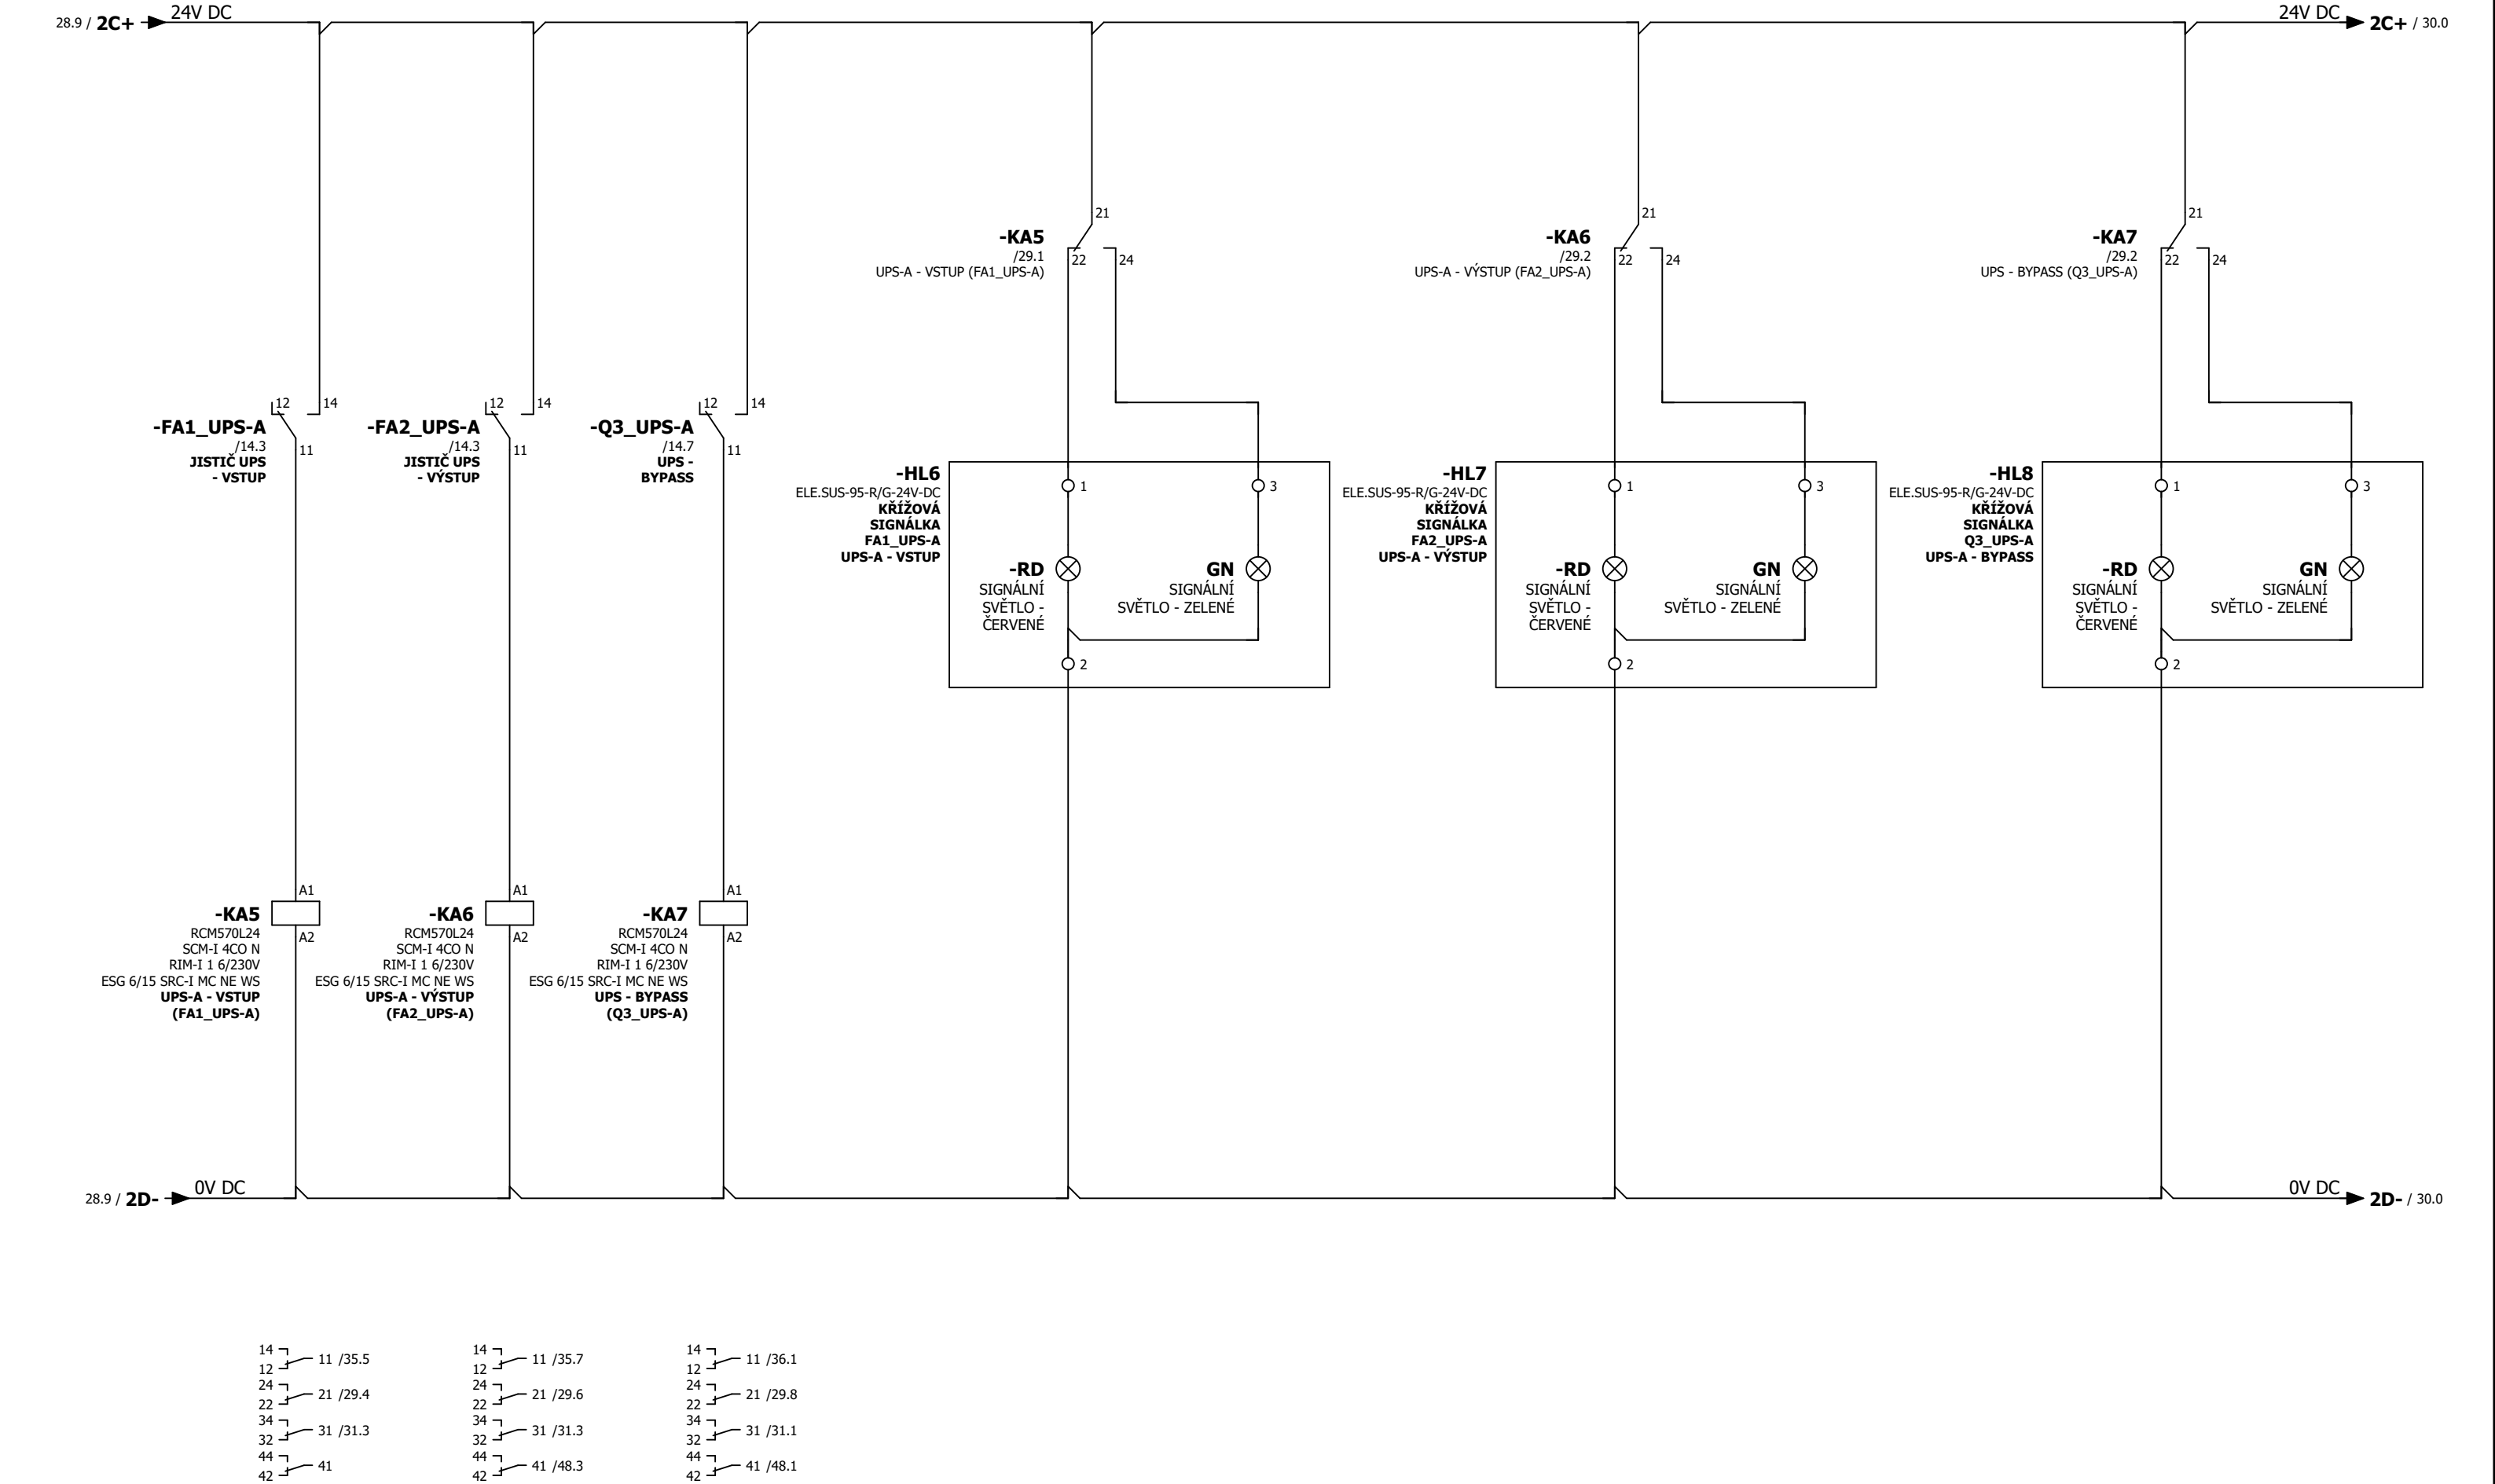 28.9 / 2C+ 24V DC
24V DC 2C+ / 30.0
12 14
-FA1_UPS-A
/14.3
JISTIČ UPS
- VSTUP
11
12 14
-FA2_UPS-A
/14.3
JISTIČ UPS
- VÝSTUP
11
12 14
-Q3_UPS-A
/14.7
UPS -
BYPASS
11
21
-KA5
/29.1
UPS-A - VSTUP (FA1_UPS-A)
22 24
21
-KA6
/29.2
UPS-A - VÝSTUP (FA2_UPS-A)
22 24
21
-KA7
/29.2
UPS - BYPASS (Q3_UPS-A)
22 24
-HL6
ELE.SUS-95-R/G-24V-DC
KŘÍŽOVÁ
SIGNÁLKA
FA1_UPS-A
UPS-A - VSTUP
1 3
-RD
SIGNÁLNÍ
SVĚTLO -
ČERVENÉ
GN
SIGNÁLNÍ
SVĚTLO - ZELENÉ
2
-HL7
ELE.SUS-95-R/G-24V-DC
KŘÍŽOVÁ
SIGNÁLKA
FA2_UPS-A
UPS-A - VÝSTUP
1 3
-RD
SIGNÁLNÍ
SVĚTLO -
ČERVENÉ
GN
SIGNÁLNÍ
SVĚTLO - ZELENÉ
2
-HL8
ELE.SUS-95-R/G-24V-DC
KŘÍŽOVÁ
SIGNÁLKA
Q3_UPS-A
UPS-A - BYPASS
1 3
-RD
SIGNÁLNÍ
SVĚTLO -
ČERVENÉ
GN
SIGNÁLNÍ
SVĚTLO - ZELENÉ
2
A1
-KA5
A2
RCM570L24
SCM-I 4CO N
RIM-I 1 6/230V
ESG 6/15 SRC-I MC NE WS
UPS-A - VSTUP
(FA1_UPS-A)
A1
-KA6
A2
RCM570L24
SCM-I 4CO N
RIM-I 1 6/230V
ESG 6/15 SRC-I MC NE WS
UPS-A - VÝSTUP
(FA2_UPS-A)
A1
-KA7
A2
RCM570L24
SCM-I 4CO N
RIM-I 1 6/230V
ESG 6/15 SRC-I MC NE WS
UPS - BYPASS
(Q3_UPS-A)
28.9 / 2D- 0V DC
0V DC 2D- / 30.0
14
12 11 /35.5
24
22 21 /29.4
34
32 31 /31.3
44
42 41
14
12 11 /35.7
24
22 21 /29.6
34
32 31 /31.3
44
42 41 /48.3
14
12 11 /36.1
24
22 21 /29.8
34
32 31 /31.1
44
42 41 /48.1